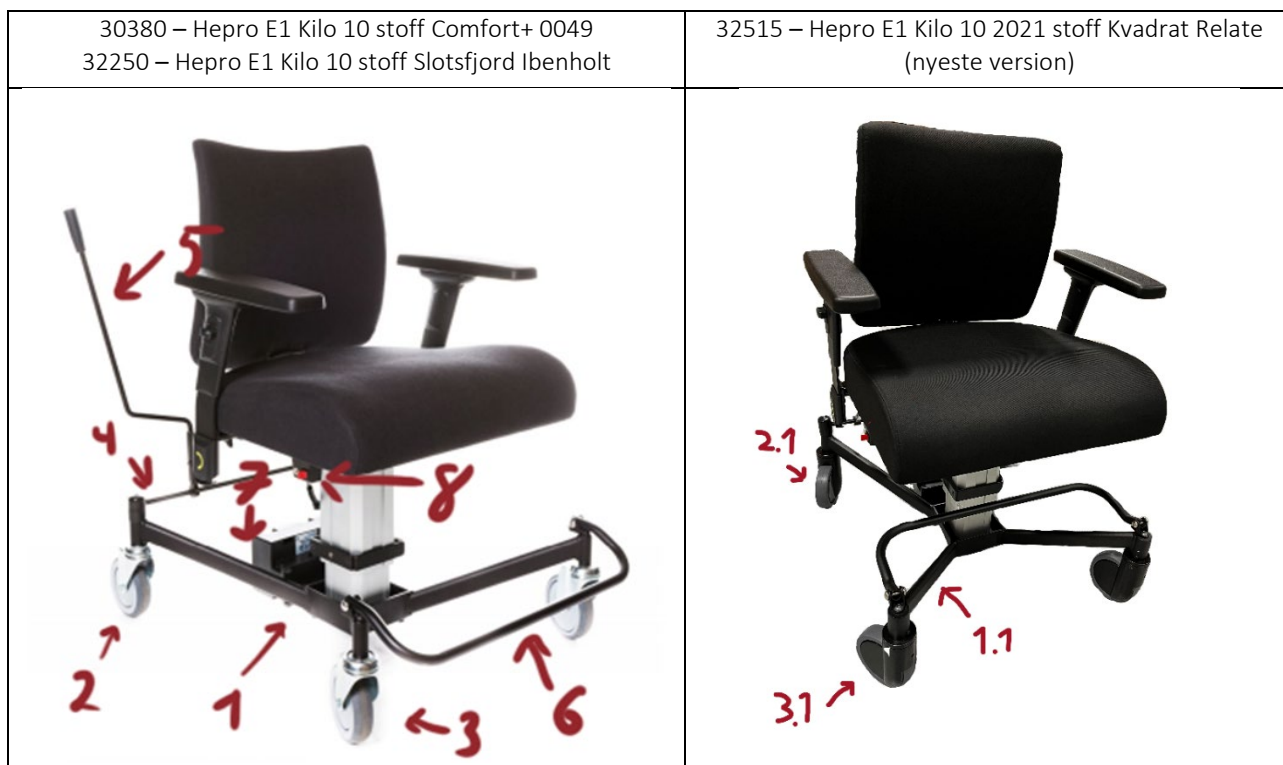 30380 – Hepro E1 Kilo 10 stoff Comfort+ 0049
32250 – Hepro E1 Kilo 10 stoff Slotsfjord Ibenholt
32515 – Hepro E1 Kilo 10 2021 stoff Kvadrat Relate
(nyeste version)
5
4
7
8
2
1
3
6
2.1
1.1
3.1